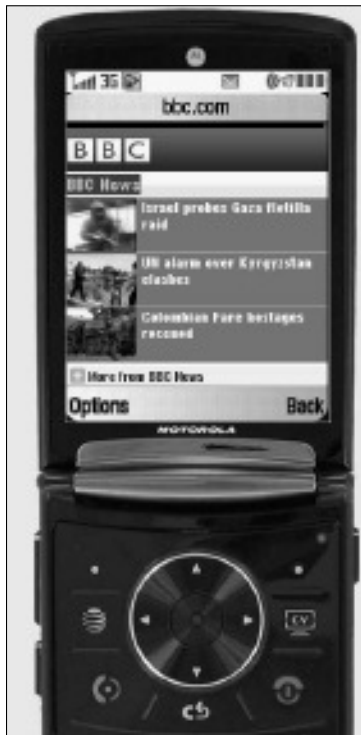 3G
bbc.com
BBC
BBC News
Israel probes Gaza flotilla
raid
UN alarm over Kyrgyzstan
clashes
Colombian Farc hostages
rescued
More from BBC News
Options Back
MOTOROLA
CV